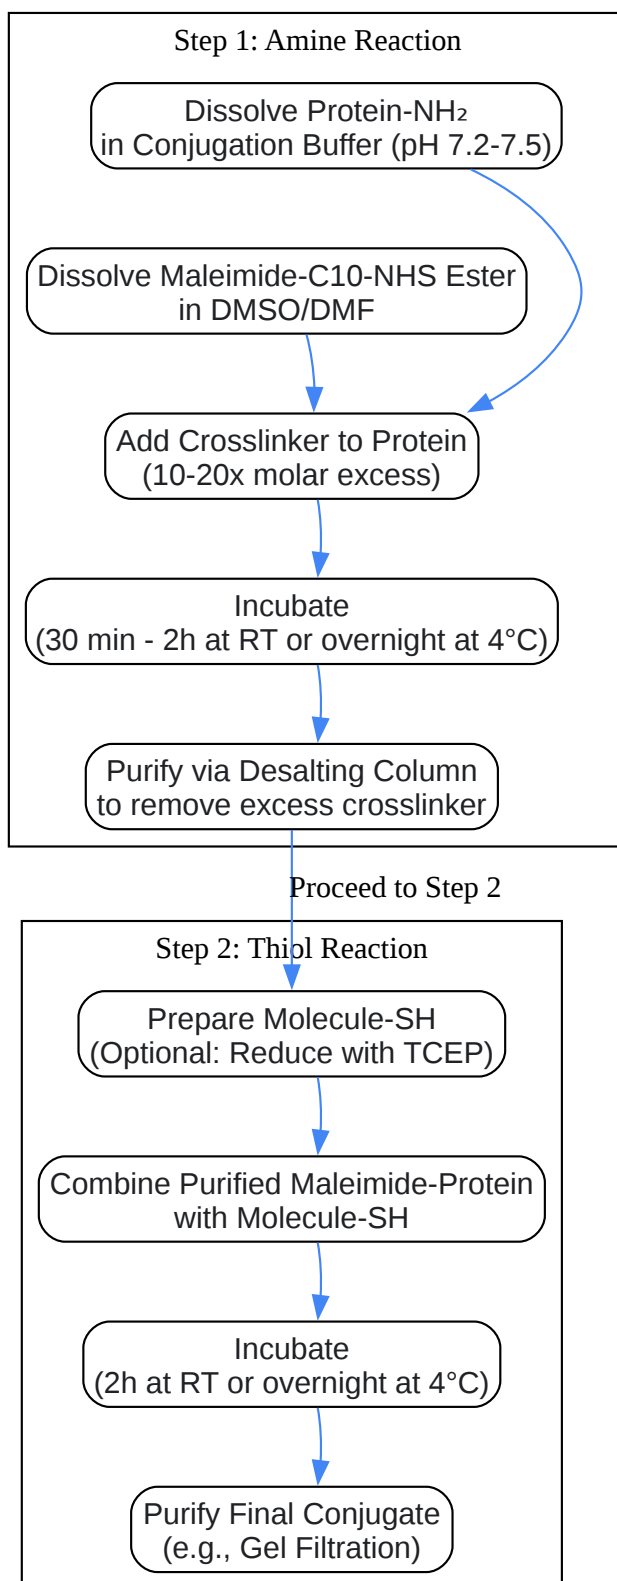 Step 1: Amine Reaction
Dissolve Protein-NH₂
in Conjugation Buffer (pH 7.2-7.5)
Dissolve Maleimide-C10-NHS Ester
in DMSO/DMF
Add Crosslinker to Protein
(10-20x molar excess)
Incubate
(30 min - 2h at RT or overnight at 4°C)
Purify via Desalting Column
to remove excess crosslinker
Proceed to Step 2
Step 2: Thiol Reaction
Prepare Molecule-SH
(Optional: Reduce with TCEP)
Combine Purified Maleimide-Protein
with Molecule-SH
Incubate
(2h at RT or overnight at 4°C)
Purify Final Conjugate
(e.g., Gel Filtration)